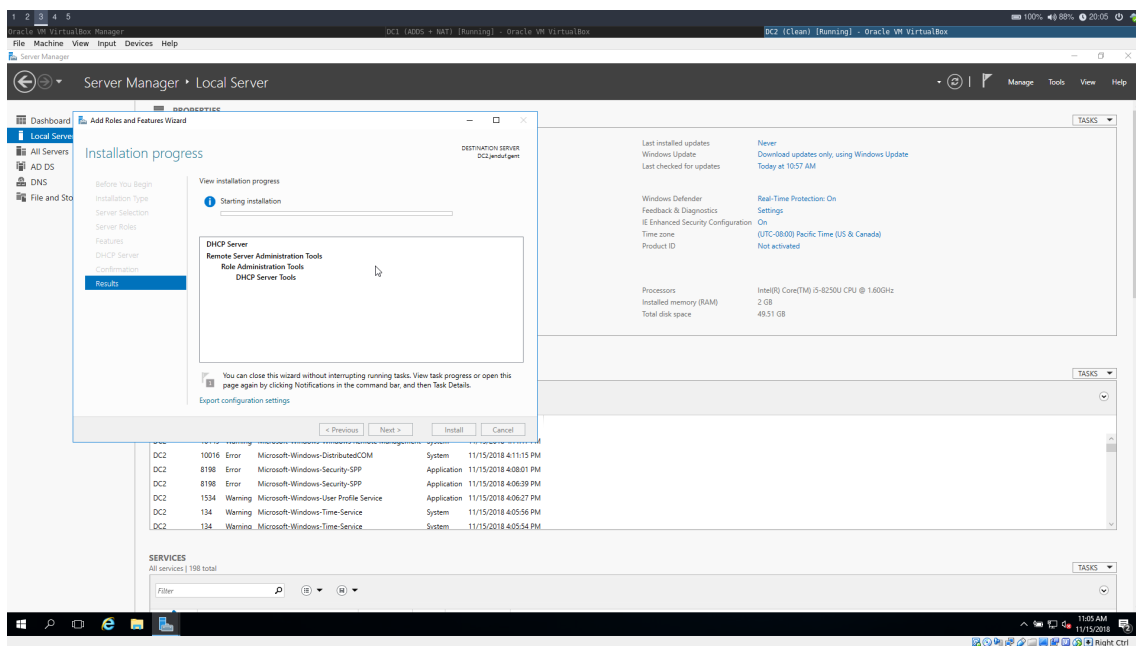 1 2 3 4 5
100% 88% 20:05
Oracle VM VirtualBox Manager
DC1 (ADDS + NAT) [Running] - Oracle VM VirtualBox
DC2 (Clean) [Running] - Oracle VM VirtualBox
File Machine View Input Devices Help
Server Manager
Server Manager • Local Server
Manage Tools View Help
Dashboard
Local Serve
All Servers
AD DS
DNS
File and Sto
PROPERTIES
TASKS
Add Roles and Features Wizard
Installation progress
DESTINATION SERVER
DC2.jenduf.gent
Before You Begin
Installation Type
Server Selection
Server Roles
Features
DHCP Server
Confirmation
Results
View installation progress
Starting installation
DHCP Server
Remote Server Administration Tools
Role Administration Tools
DHCP Server Tools
You can close this wizard without interrupting running tasks. View task progress or open this
page again by clicking Notifications in the command bar, and then Task Details.
Export configuration settings
< Previous Next > Install Cancel
Last installed updates Never
Windows Update Download updates only, using Windows Update
Last checked for updates Today at 10:57 AM
Windows Defender Real-Time Protection: On
Feedback & Diagnostics Settings
IE Enhanced Security Configuration On
Time zone (UTC-08:00) Pacific Time (US & Canada)
Product ID Not activated
Processors Intel(R) Core(TM) i5-8250U CPU @ 1.60GHz
Installed memory (RAM) 2 GB
Total disk space 49.51 GB
TASKS
DC2 10016 Error Microsoft-Windows-DistributedCOM System 11/15/2018 4:11:15 PM
DC2 8198 Error Microsoft-Windows-Security-SPP Application 11/15/2018 4:08:01 PM
DC2 8198 Error Microsoft-Windows-Security-SPP Application 11/15/2018 4:06:39 PM
DC2 1534 Warning Microsoft-Windows-User Profile Service Application 11/15/2018 4:06:27 PM
DC2 134 Warning Microsoft-Windows-Time-Service System 11/15/2018 4:05:56 PM
DC2 134 Warning Microsoft-Windows-Time-Service System 11/15/2018 4:05:54 PM
SERVICES
All services | 198 total
TASKS
Filter
11:05 AM
11/15/2018
Right Ctrl